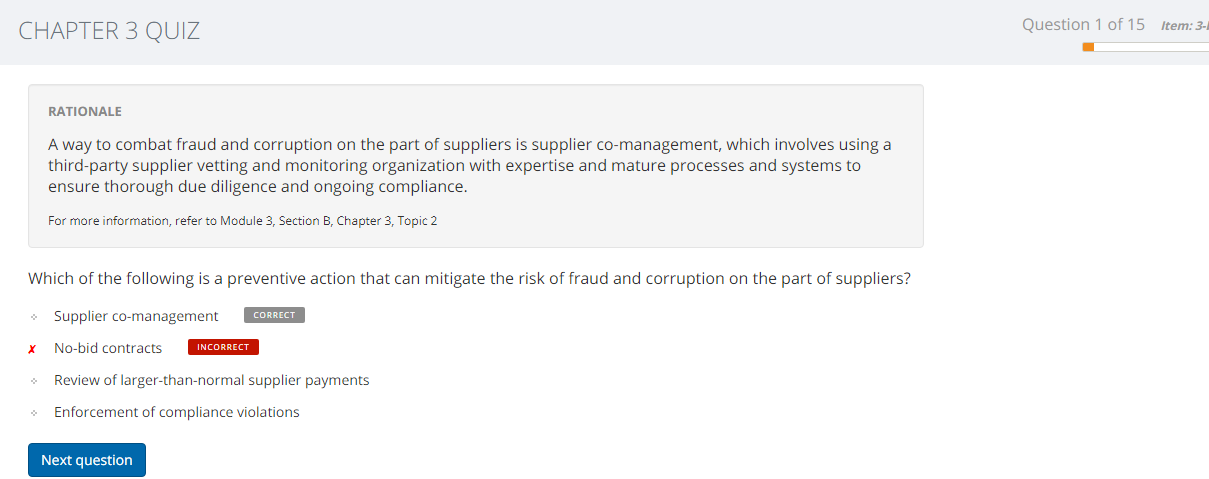 CHAPTER 3 QUIZ
Question 1 of 15 Item: 3-
RATIONALE
A way to combat fraud and corruption on the part of suppliers is supplier co-management, which involves using a
third-party supplier vetting and monitoring organization with expertise and mature processes and systems to
ensure thorough due diligence and ongoing compliance.
For more information, refer to Module 3, Section B, Chapter 3, Topic 2
Which of the following is a preventive action that can mitigate the risk of fraud and corruption on the part of suppliers?
Supplier co-management CORRECT
✗ No-bid contracts INCORRECT
Review of larger-than-normal supplier payments
Enforcement of compliance violations
Next question